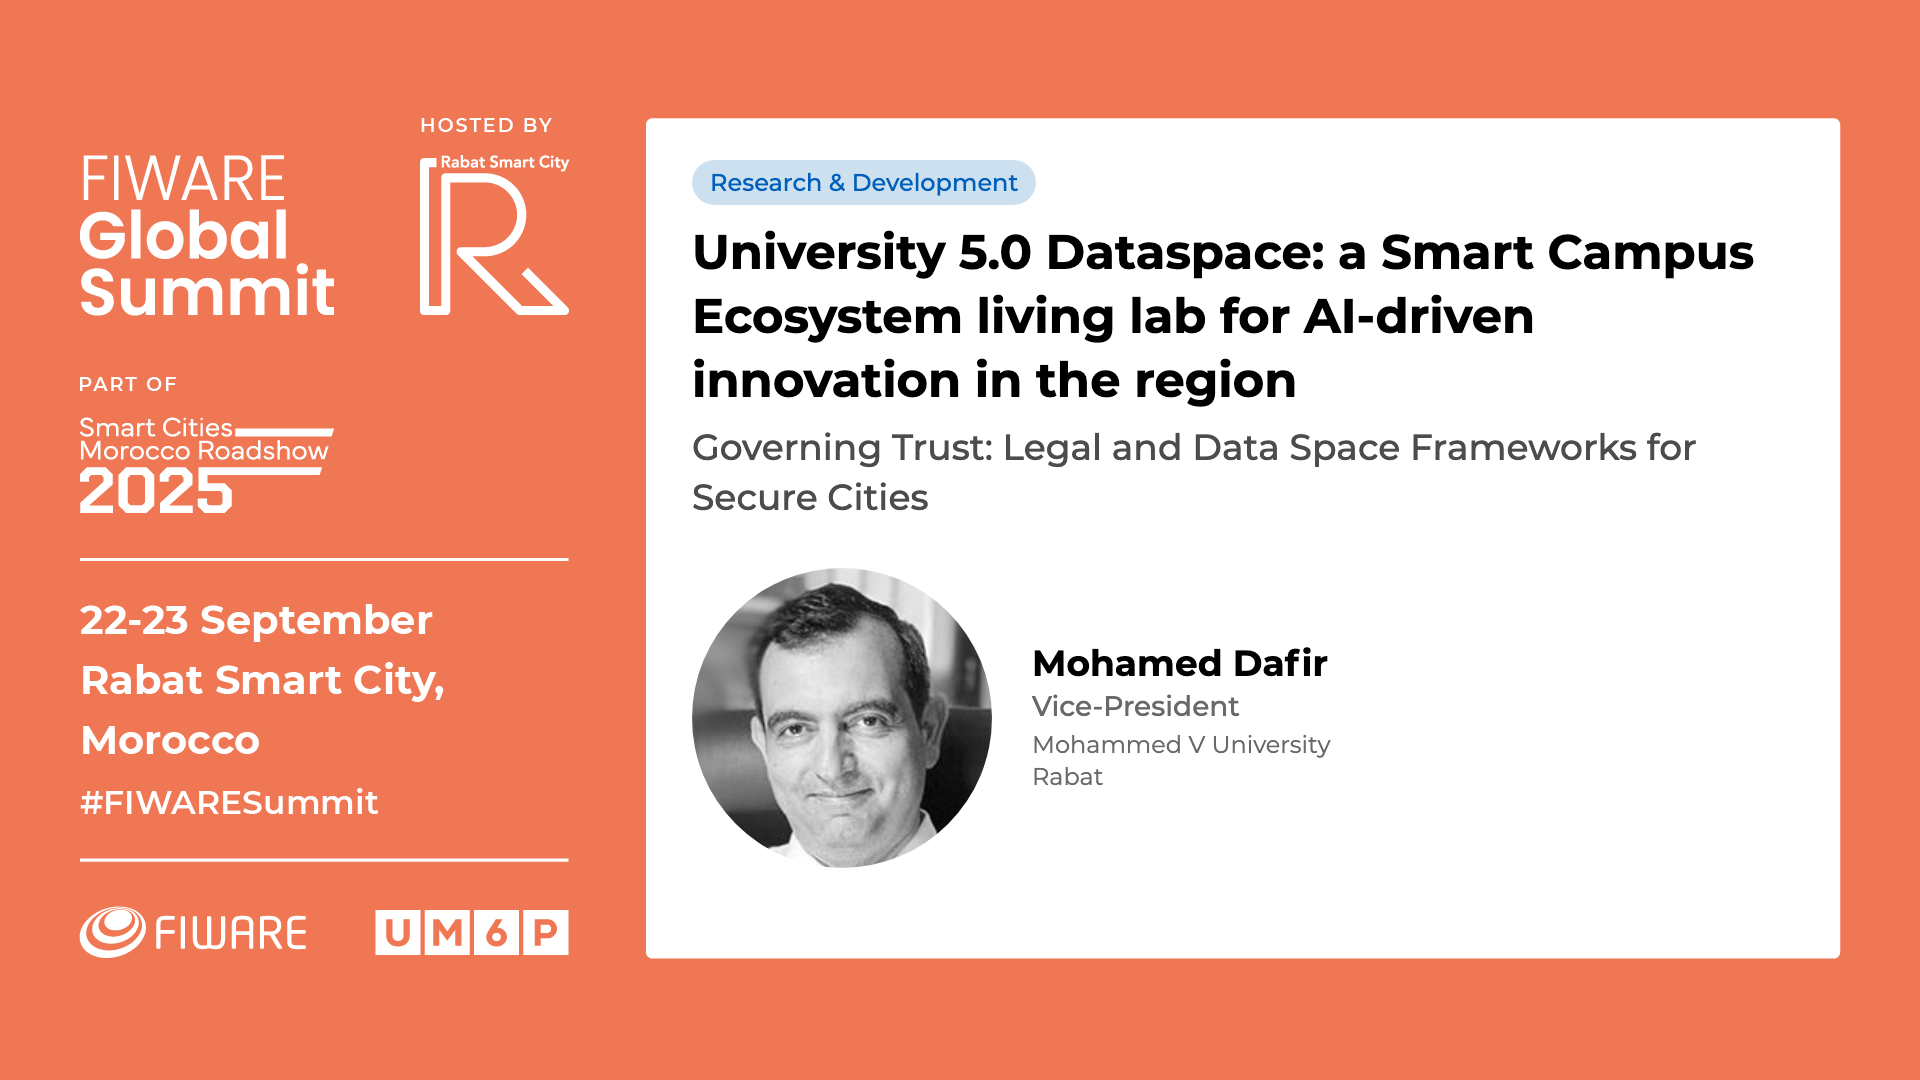 FIWARE
Global
Summit
HOSTED BY
Rabat Smart City
R
PART OF
Smart Cities
Morocco Roadshow
2025
22-23 September
Rabat Smart City,
Morocco
#FIWARESummit
FIWARE
UM6P
Research & Development
University 5.0 Dataspace: a Smart Campus
Ecosystem living lab for AI-driven
innovation in the region
Governing Trust: Legal and Data Space Frameworks for
Secure Cities
Mohamed Dafir
Vice-President
Mohammed V University
Rabat